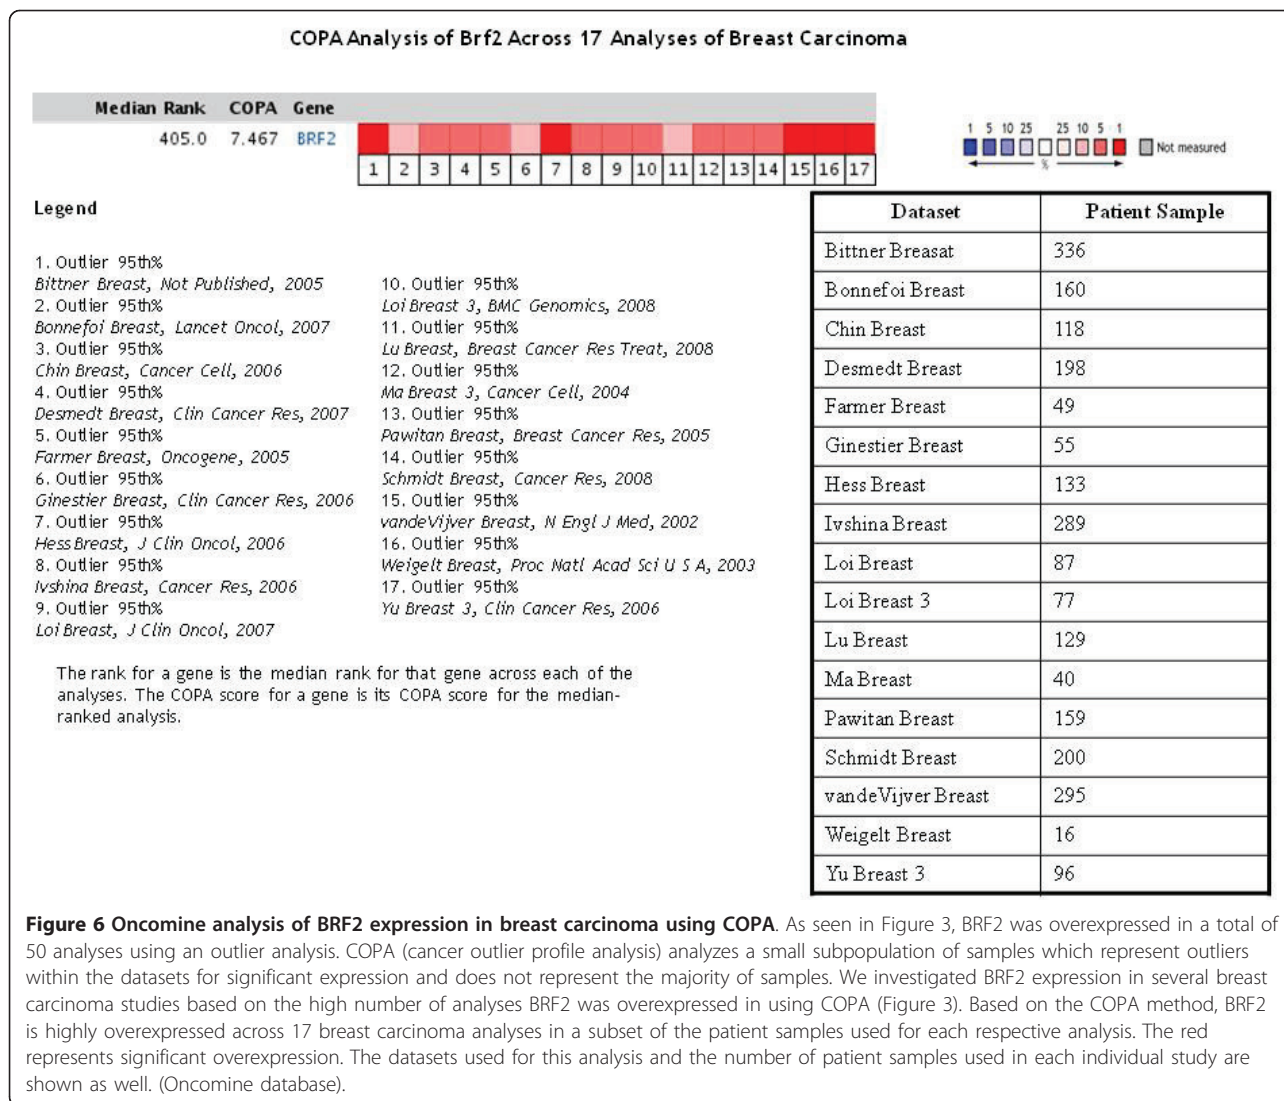 COPA Analysis of Brf2 Across 17 Analyses of Breast Carcinoma
Median Rank COPA Gene
405.0 7.467 BRF2
1 2 3 4 5 6 7 8 9 10 11 12 13 14 15 16 17
1 5 10 25 25 10 5 1
%
Not measured
Legend
1. Outlier 95th%
Bittner Breast, Not Published, 2005
2. Outlier 95th%
Bonnefoi Breast, Lancet Oncol, 2007
3. Outlier 95th%
Chin Breast, Cancer Cell, 2006
4. Outlier 95th%
Desmedt Breast, Clin Cancer Res, 2007
5. Outlier 95th%
Farmer Breast, Oncogene, 2005
6. Outlier 95th%
Ginestier Breast, Clin Cancer Res, 2006
7. Outlier 95th%
Hess Breast, J Clin Oncol, 2006
8. Outlier 95th%
Ivshina Breast, Cancer Res, 2006
9. Outlier 95th%
Loi Breast, J Clin Oncol, 2007
10. Outlier 95th%
Loi Breast 3, BMC Genomics, 2008
11. Outlier 95th%
Lu Breast, Breast Cancer Res Treat, 2008
12. Outlier 95th%
Ma Breast 3, Cancer Cell, 2004
13. Outlier 95th%
Pawitan Breast, Breast Cancer Res, 2005
14. Outlier 95th%
Schmidt Breast, Cancer Res, 2008
15. Outlier 95th%
vandeVijver Breast, N Engl J Med, 2002
16. Outlier 95th%
Weigelt Breast, Proc Natl Acad Sci U S A, 2003
17. Outlier 95th%
Yu Breast 3, Clin Cancer Res, 2006
The rank for a gene is the median rank for that gene across each of the
analyses. The COPA score for a gene is its COPA score for the median-
ranked analysis.
Dataset Patient Sample
Bittner Breasat 336
Bonnefoi Breast 160
Chin Breast 118
Desmedt Breast 198
Farmer Breast 49
Ginestier Breast 55
Hess Breast 133
Ivshina Breast 289
Loi Breast 87
Loi Breast 3 77
Lu Breast 129
Ma Breast 40
Pawitan Breast 159
Schmidt Breast 200
vandeVijver Breast 295
Weigelt Breast 16
Yu Breast 3 96
Figure 6 Oncomine analysis of BRF2 expression in breast carcinoma using COPA. As seen in Figure 3, BRF2 was overexpressed in a total of
50 analyses using an outlier analysis. COPA (cancer outlier profile analysis) analyzes a small subpopulation of samples which represent outliers
within the datasets for significant expression and does not represent the majority of samples. We investigated BRF2 expression in several breast
carcinoma studies based on the high number of analyses BRF2 was overexpressed in using COPA (Figure 3). Based on the COPA method, BRF2
is highly overexpressed across 17 breast carcinoma analyses in a subset of the patient samples used for each respective analysis. The red
represents significant overexpression. The datasets used for this analysis and the number of patient samples used in each individual study are
shown as well. (Oncomine database).